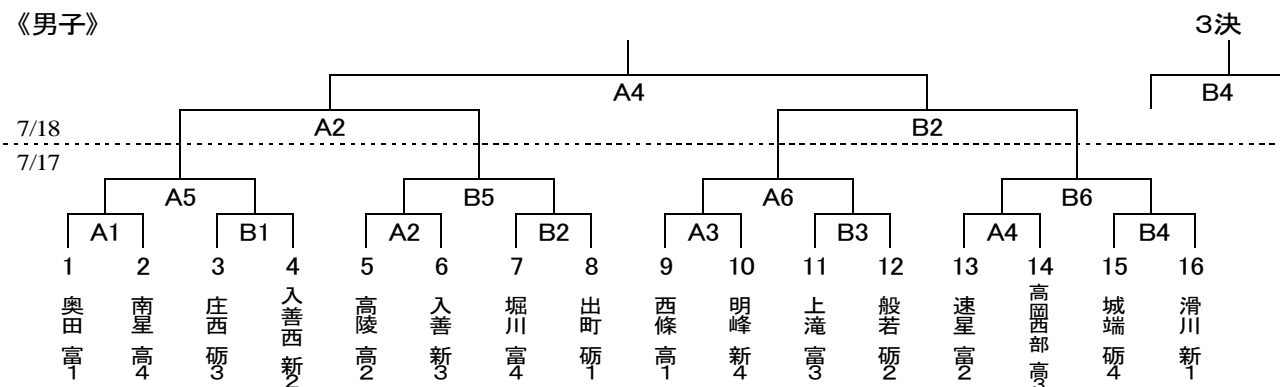 《男子》
3決
A4
B4
A2
B2
7/18
7/17
A5
B5
A6
B6
A1
B1
A2
B2
A3
B3
A4
B4
1 2 3 4 5 6 7 8 9 10 11 12 13 14 15 16
奥田 富1
南星 高4
庄西 砺3
入善西 新2
高陵 高2
入善 新3
堀川 富4
出町 砺1
西條 高1
明峰 新4
上滝 富3
般若 砺2
速星 富2
高岡西部 高3
城端 砺4
滑川 新1